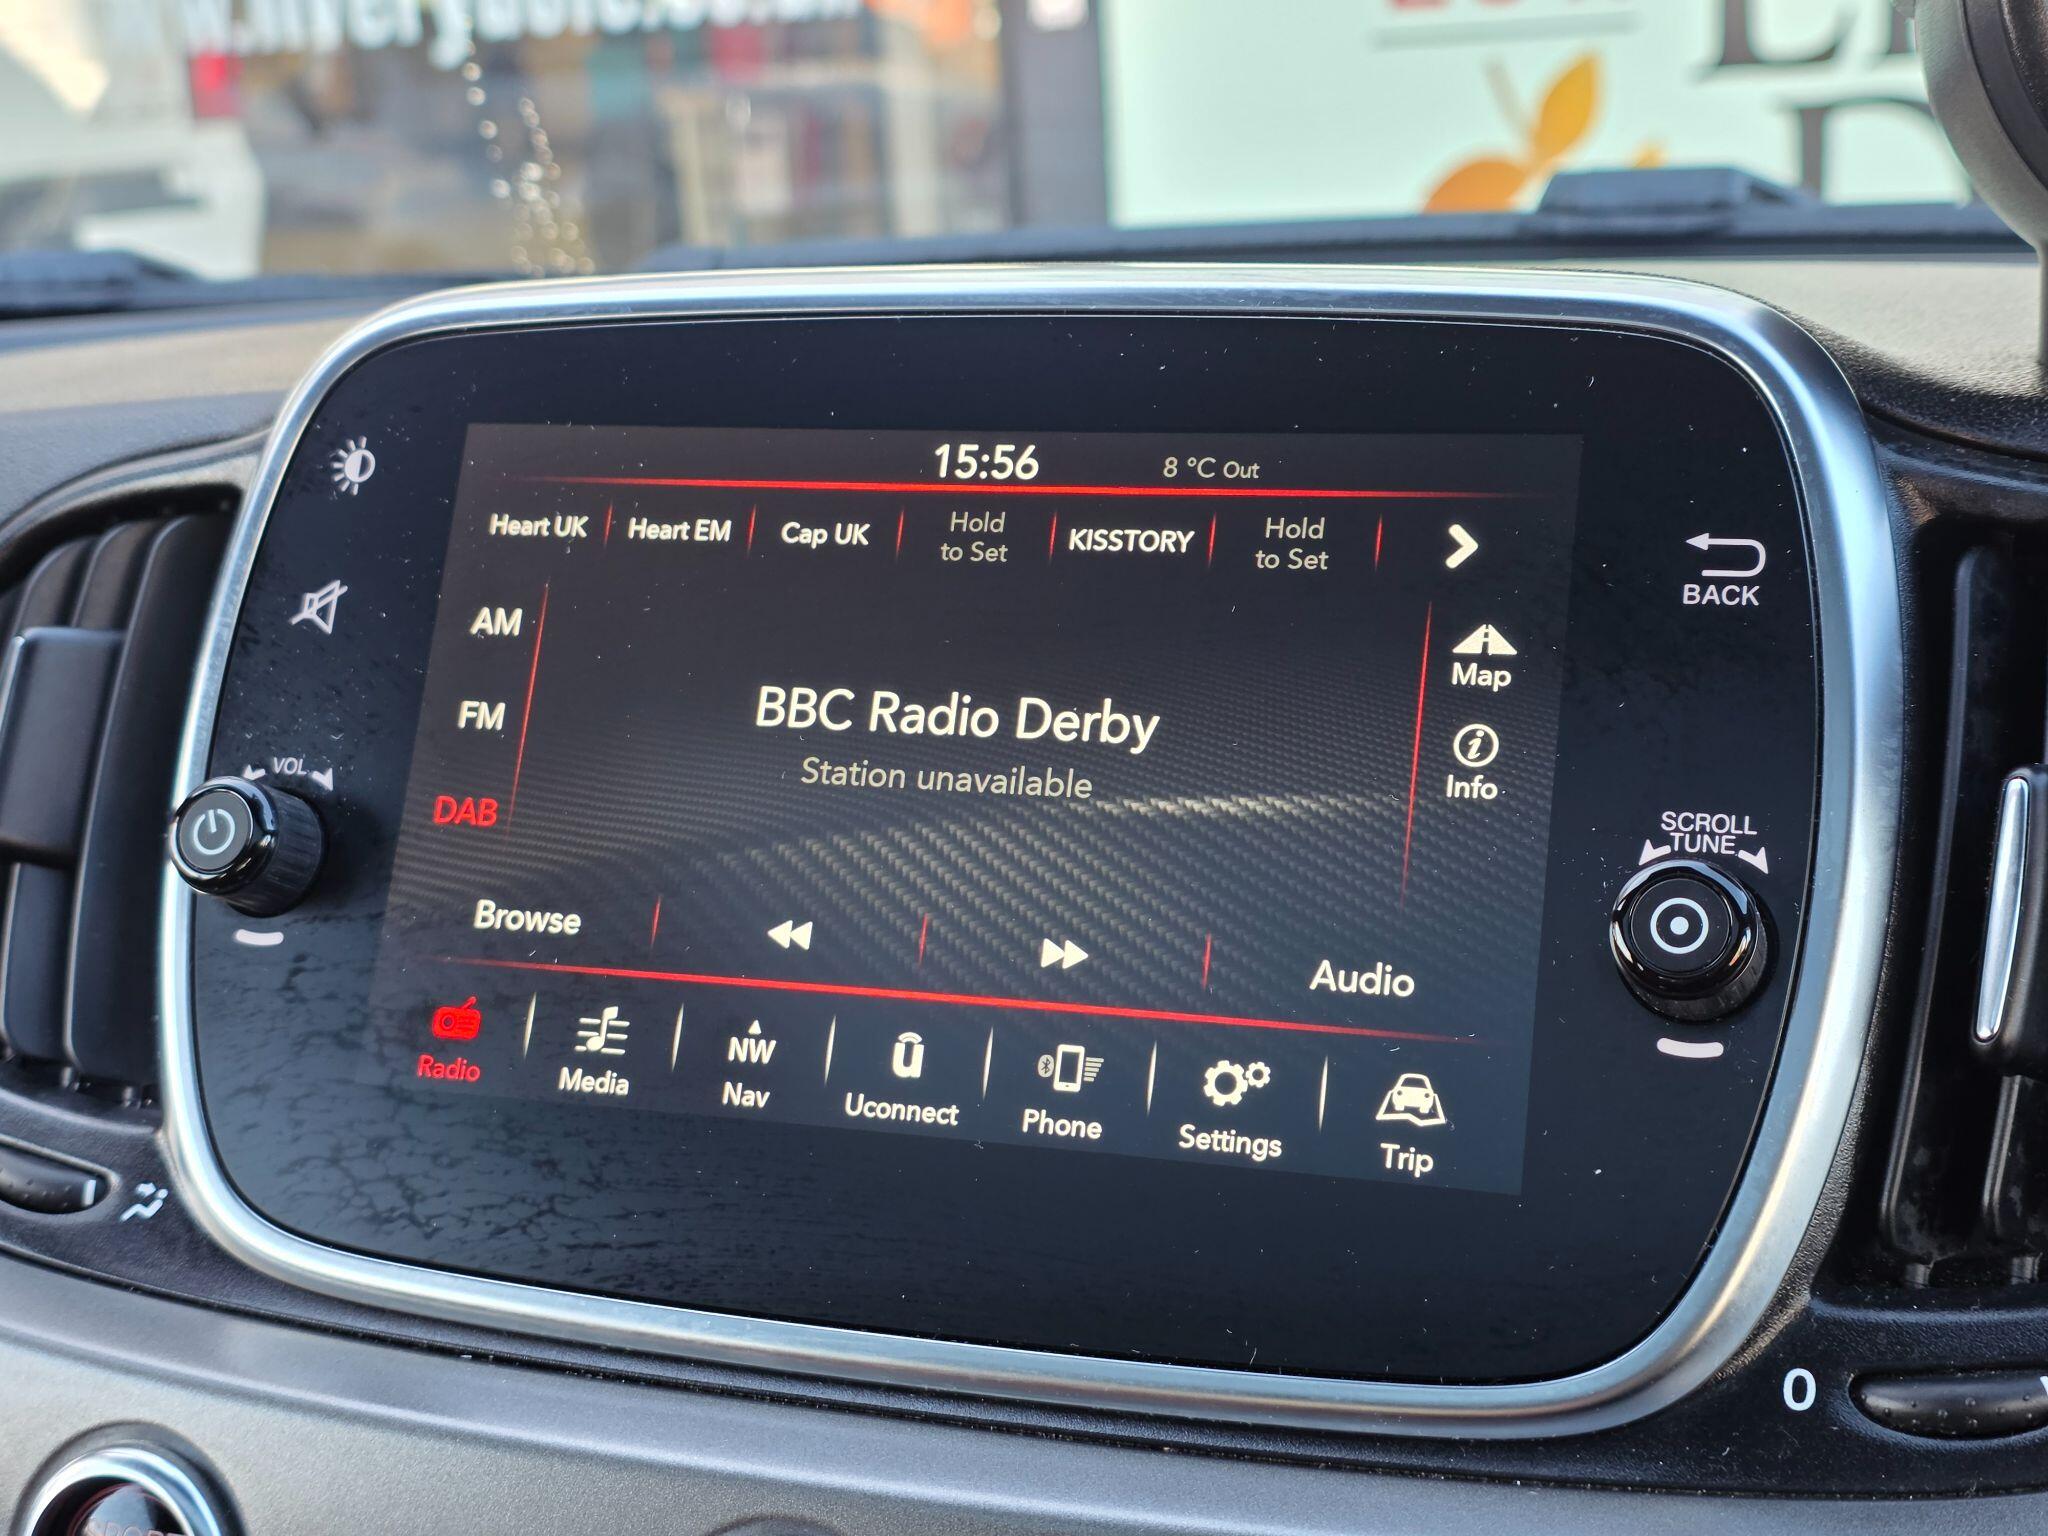 15:56
8 °C Out
Heart UK
Heart EM
Cap UK
Hold
to Set
KISSTORY
Hold
to Set
BACK
AM
Map
FM
BBC Radio Derby
Station unavailable
Info
VOL
DAB
SCROLL
TUNE
Browse
Audio
Radio
Media
NW
Nav
u
Uconnect
Phone
Settings
Trip
0
SPORT